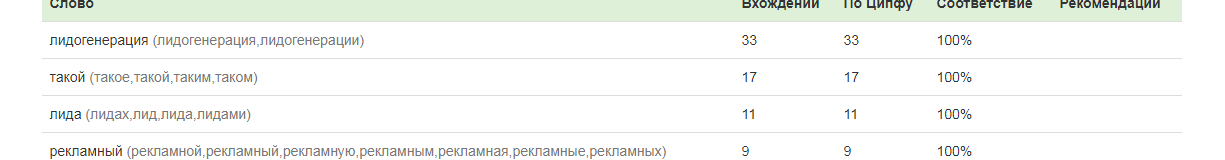 Слово Вхождений По Ципфу Соответствие Рекомендации
лидогенерация (лидогенерация,лидогенерации) 33 33 100%
такой (такое,такой,таким,таком) 17 17 100%
лида (лидах,лид,лида,лидами) 11 11 100%
рекламный (рекламной,рекламный,рекламную,рекламным,рекламная,рекламные,рекламных) 9 9 100%